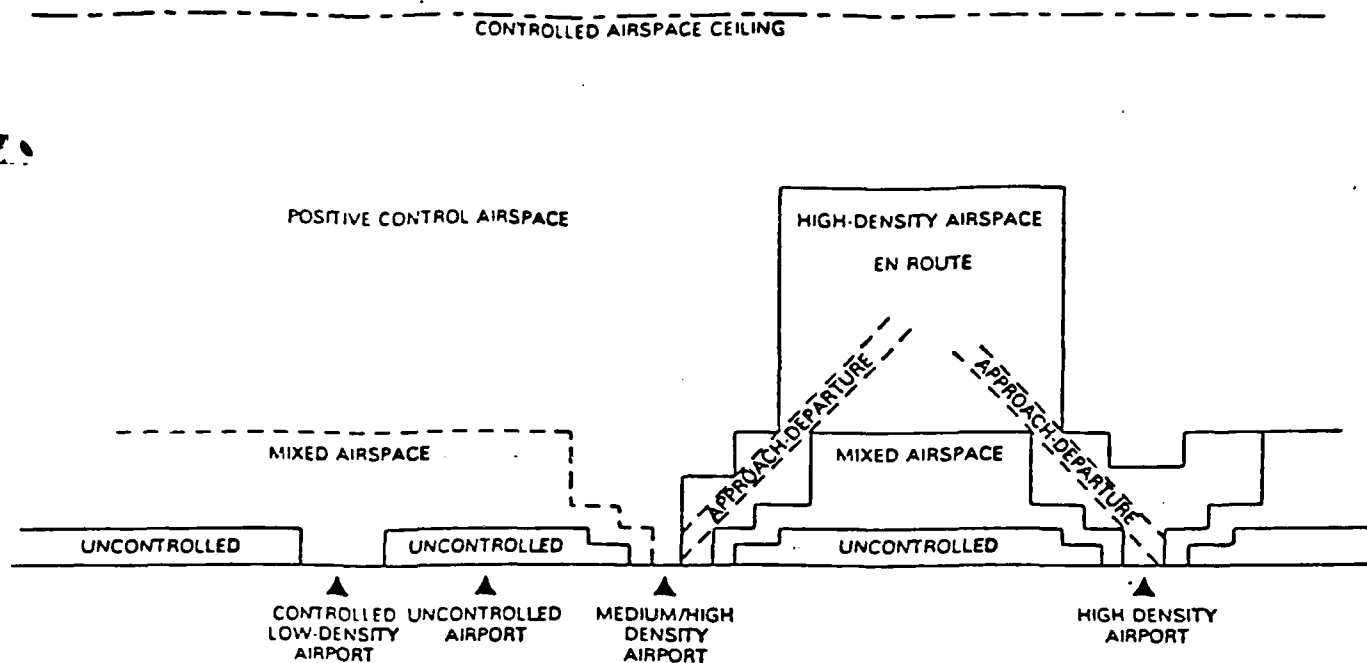 CONTROLLED AIRSPACE CEILING
POSITIVE CONTROL AIRSPACE
HIGH-DENSITY AIRSPACE
EN ROUTE
APPROACH-DEPARTURE
APPROACH-DEPARTURE
MIXED AIRSPACE
MIXED AIRSPACE
UNCONTROLLED
UNCONTROLLED
UNCONTROLLED
CONTROLLED
LOW-DENSITY
AIRPORT
UNCONTROLLED
AIRPORT
MEDIUM/HIGH
DENSITY
AIRPORT
HIGH DENSITY
AIRPORT